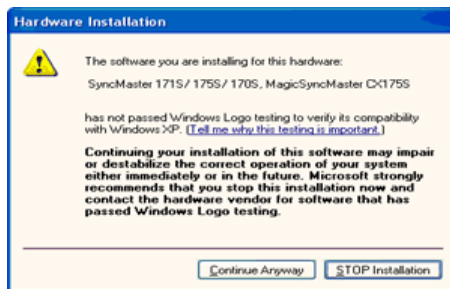 Hardware Installation
The software you are installing for this hardware:
SyncMaster 171S/ 175S/ 170S, MagicSyncMaster CX175S
has not passed Windows Logo testing to verify its compatibility
with Windows XP. (Tell me why this testing is important.)
Continuing your installation of this software may impair
or destabilize the correct operation of your system
either immediately or in the future. Microsoft strongly
recommends that you stop this installation now and
contact the hardware vendor for software that has
passed Windows Logo testing.
Continue Anyway
STOP Installation